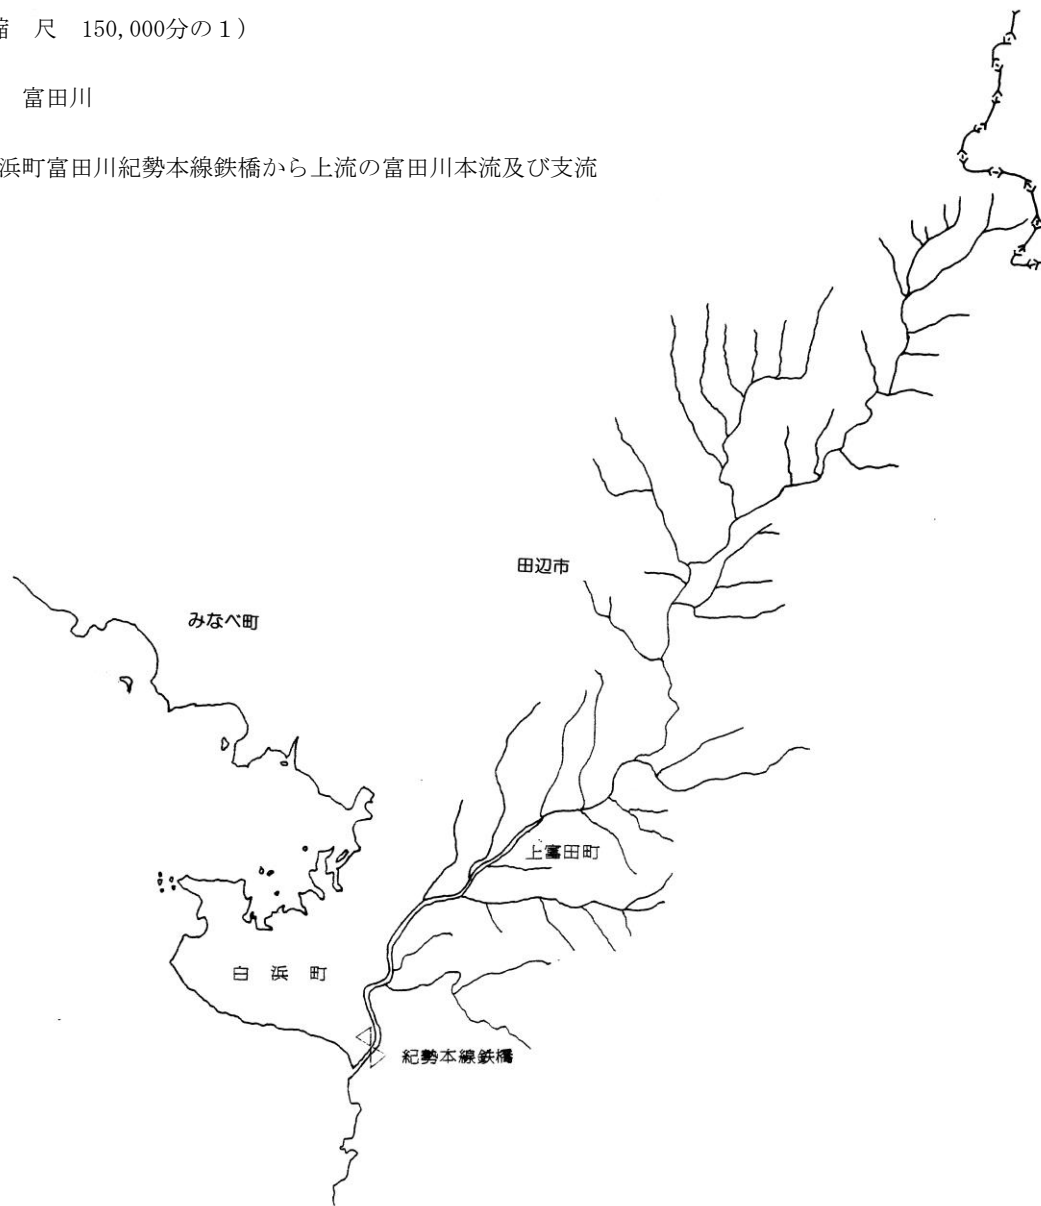 尺 150,000分の1)
富田川
浜町富田川紀勢本線鉄橋から上流の富田川本流及び支流
田辺市
みなべ町
上富田町
白浜町
紀勢本線鉄橋